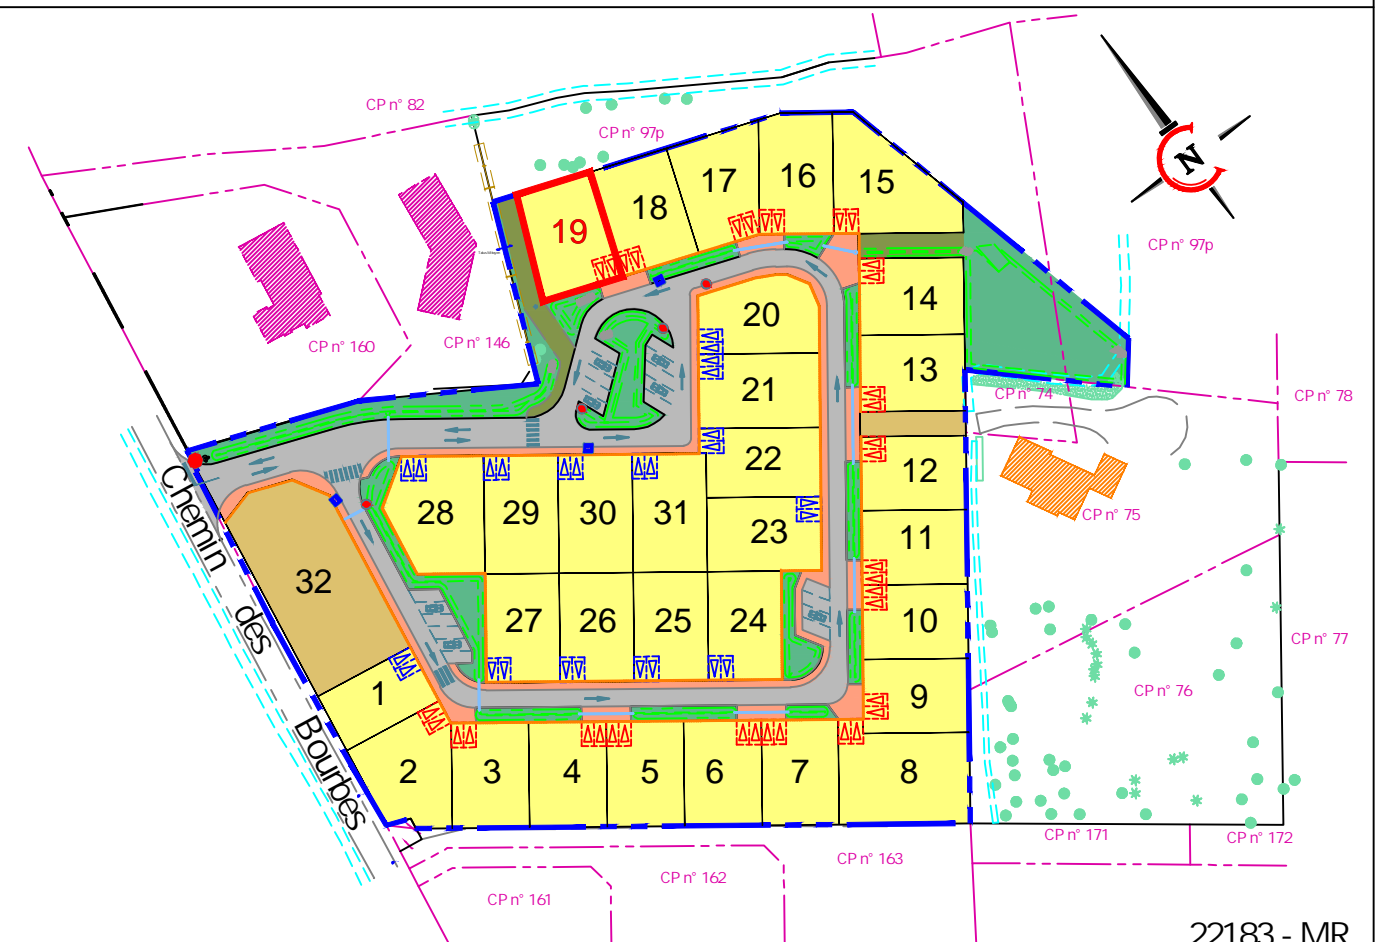 CP n° 82
CP n° 97p
N
17
16
15
18
19
CP n° 97p
14
20
CP n° 160
CP n° 146
13
21
CP n° 74
CP n° 78
22
12
28
29
30
31
CP n° 75
23
11
Chemin des Bourbes
32
27
26
25
24
10
CP n° 77
1
9
CP n° 76
2
3
4
5
6
7
8
CP n° 171
CP n° 172
CP n° 163
CP n° 162
CP n° 161
22183 - MR